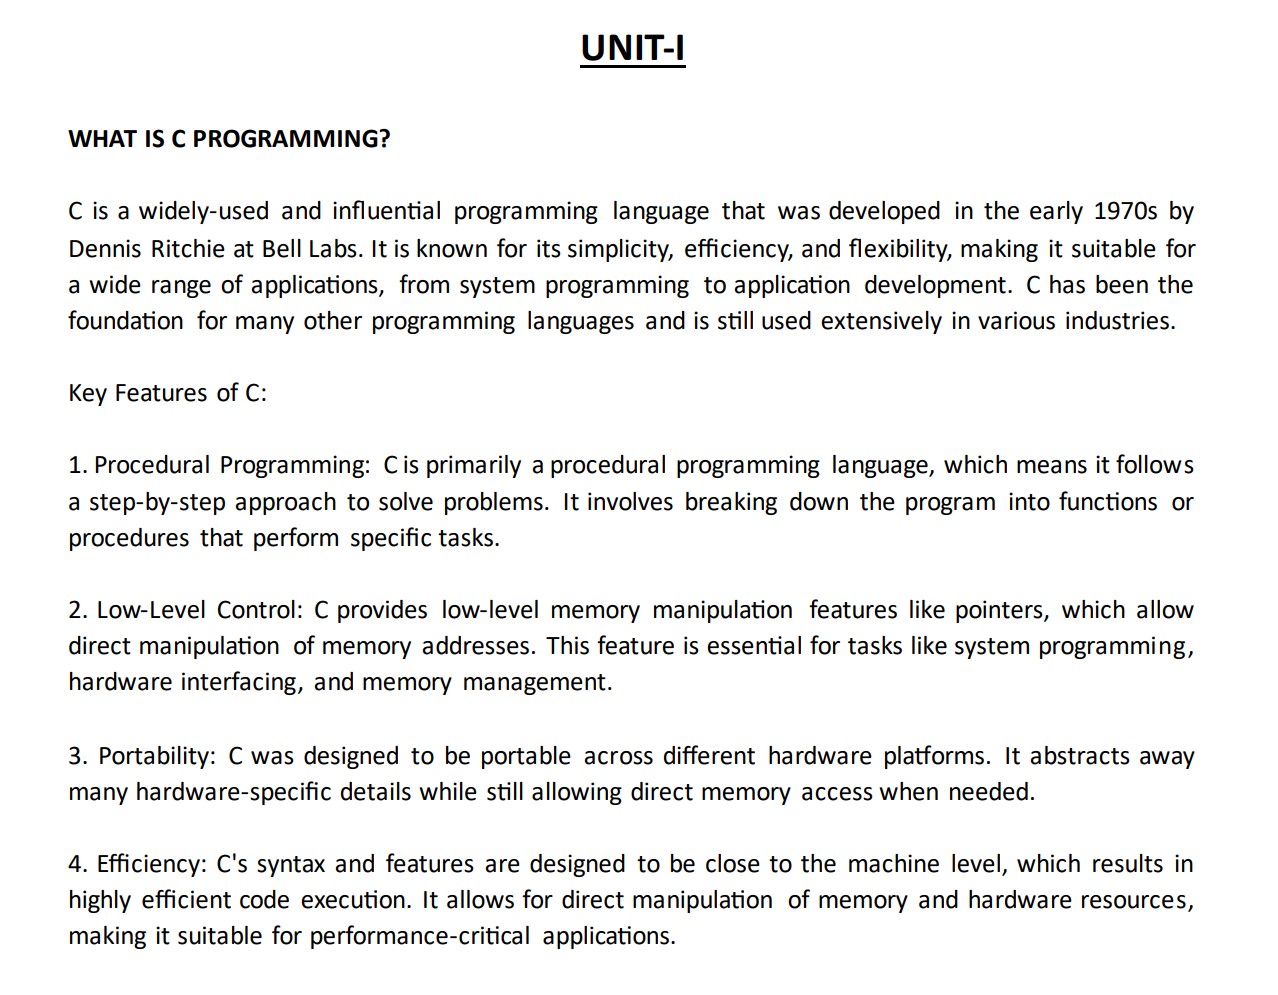 UNIT-I
WHAT IS C PROGRAMMING?
C is a widely-used and influential programming language that was developed in the early 1970s by
Dennis Ritchie at Bell Labs. It is known for its simplicity, efficiency, and flexibility, making it suitable for
a wide range of applications, from system programming to application development. C has been the
foundation for many other programming languages and is still used extensively in various industries.
Key Features of C:
1. Procedural Programming: C is primarily a procedural programming language, which means it follows
a step-by-step approach to solve problems. It involves breaking down the program into functions or
procedures that perform specific tasks.
2. Low-Level Control: C provides low-level memory manipulation features like pointers, which allow
direct manipulation of memory addresses. This feature is essential for tasks like system programming,
hardware interfacing, and memory management.
3. Portability: C was designed to be portable across different hardware platforms. It abstracts away
many hardware-specific details while still allowing direct memory access when needed.
4. Efficiency: C's syntax and features are designed to be close to the machine level, which results in
highly efficient code execution. It allows for direct manipulation of memory and hardware resources,
making it suitable for performance-critical applications.